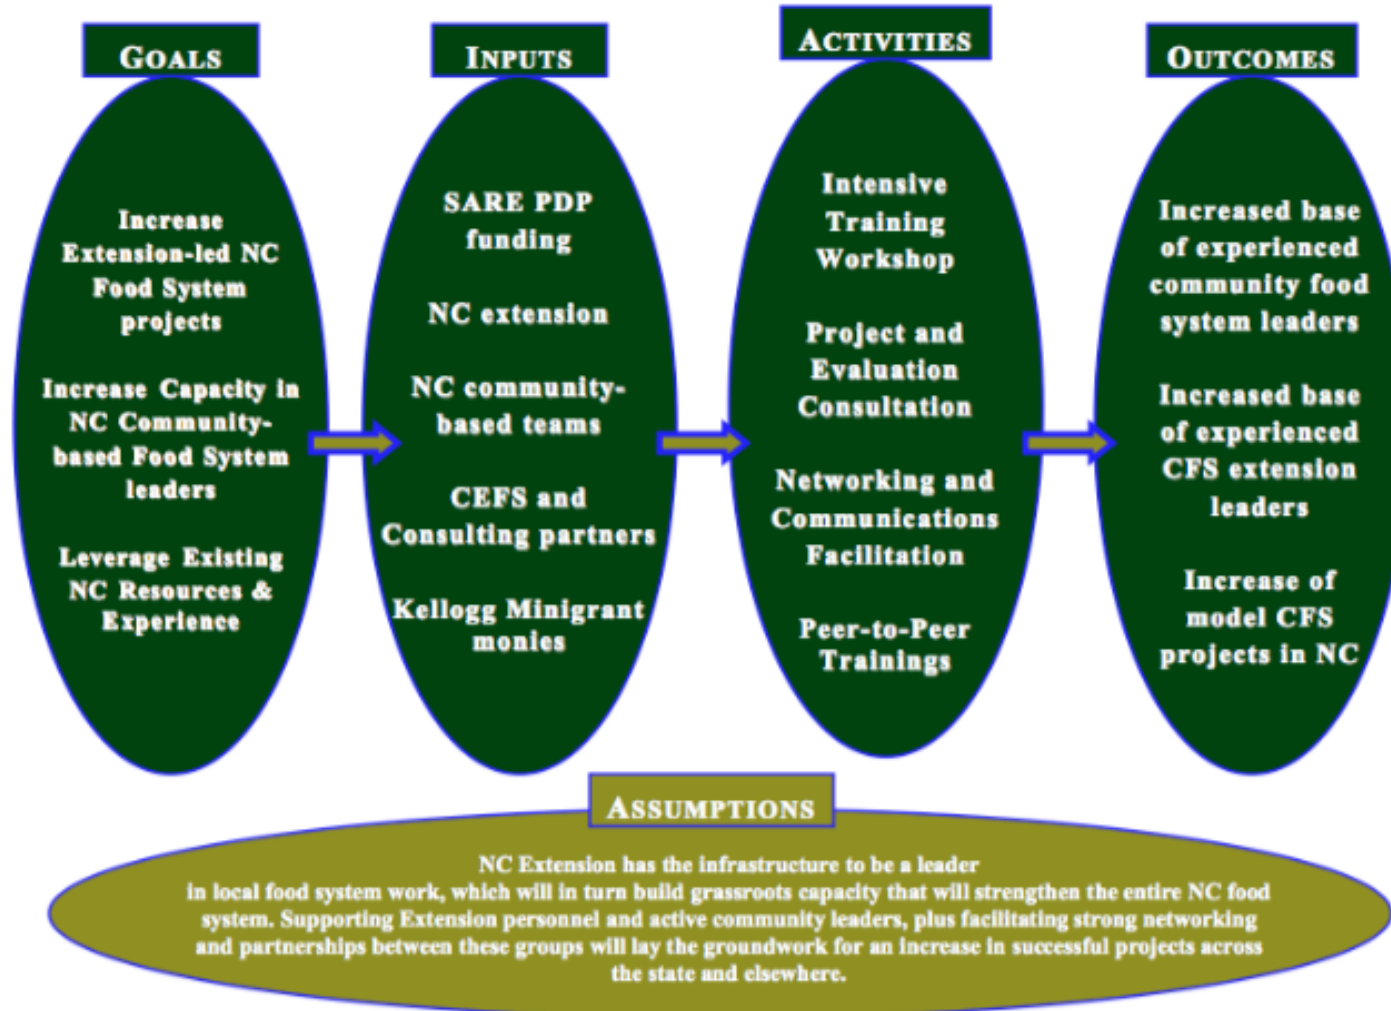 GOALS
Increase
Extension-led NC
Food System
projects
Increase Capacity in
NC Community-
based Food System
leaders
Leverage Existing
NC Resources &
Experience
INPUTS
SARE PDP
funding
NC extension
NC community-
based teams
CEFS and
Consulting partners
Kellogg Minigrant
monies
ACTIVITIES
Intensive
Training
Workshop
Project and
Evaluation
Consultation
Networking and
Communications
Facilitation
Peer-to-Peer
Trainings
OUTCOMES
Increased base
of experienced
community food
system leaders
Increased base
of experienced
CFS extension
leaders
Increase of
model CFS
projects in NC
ASSUMPTIONS
NC Extension has the infrastructure to be a leader
in local food system work, which will in turn build grassroots capacity that will strengthen the entire NC food
system. Supporting Extension personnel and active community leaders, plus facilitating strong networking
and partnerships between these groups will lay the groundwork for an increase in successful projects across
the state and elsewhere.